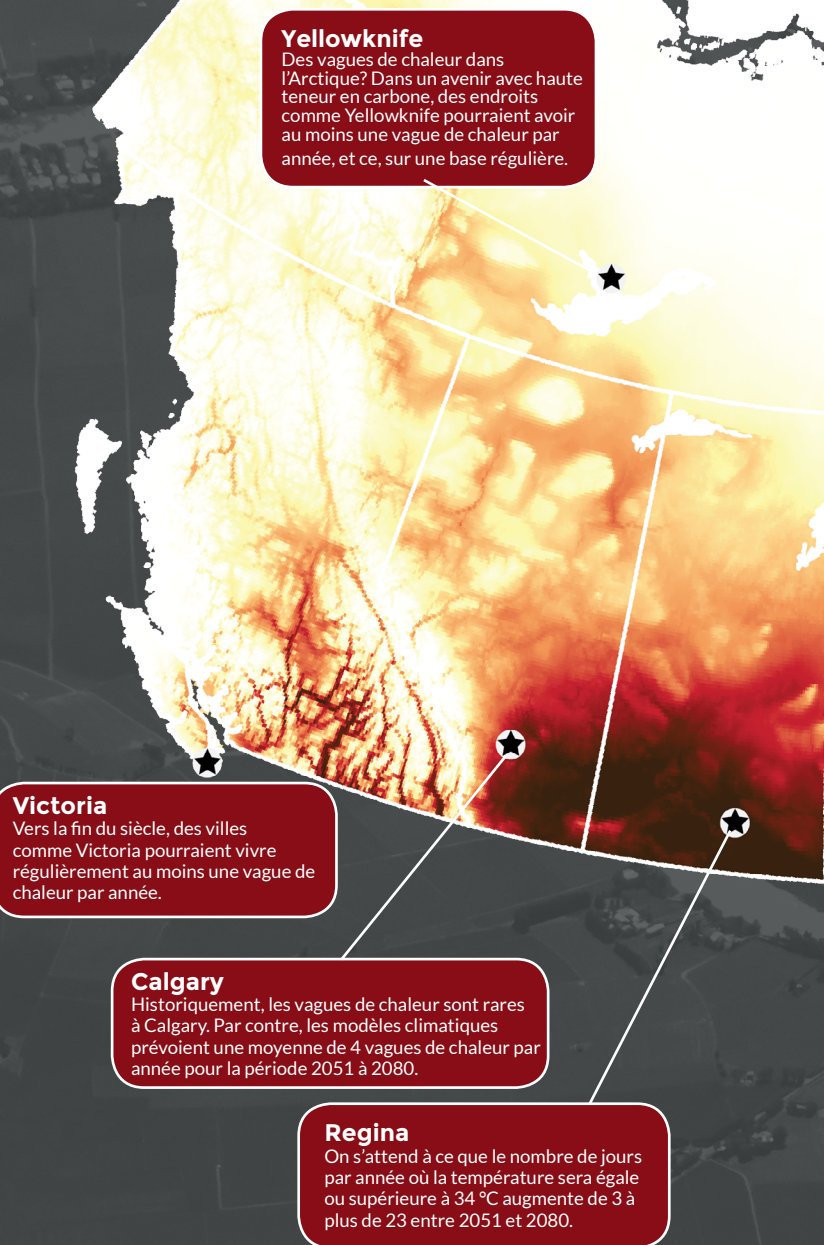 Yellowknife
Des vagues de chaleur dans
l’Arctique? Dans un avenir avec haute
teneur en carbone, des endroits
comme Yellowknife pourraient avoir
au moins une vague de chaleur par
année, et ce, sur une base régulière.
Victoria
Vers la fin du siècle, des villes
comme Victoria pourraient vivre
régulièrement au moins une vague de
chaleur par année.
Calgary
Historiquement, les vagues de chaleur sont rares
à Calgary. Par contre, les modèles climatiques
prévoient une moyenne de 4 vagues de chaleur par
année pour la période 2051 à 2080.
Regina
On s’attend à ce que le nombre de jours
par année où la température sera égale
ou supérieure à 34 °C augmente de 3 à
plus de 23 entre 2051 et 2080.